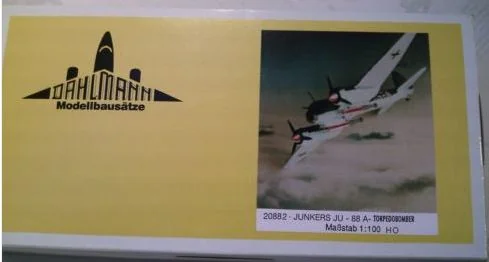 DAHLMANN
Modellbausätze
20882 - JUNKERS JU - 88 A- TORPEDOBOMBER
Maßstab 1:100 HO